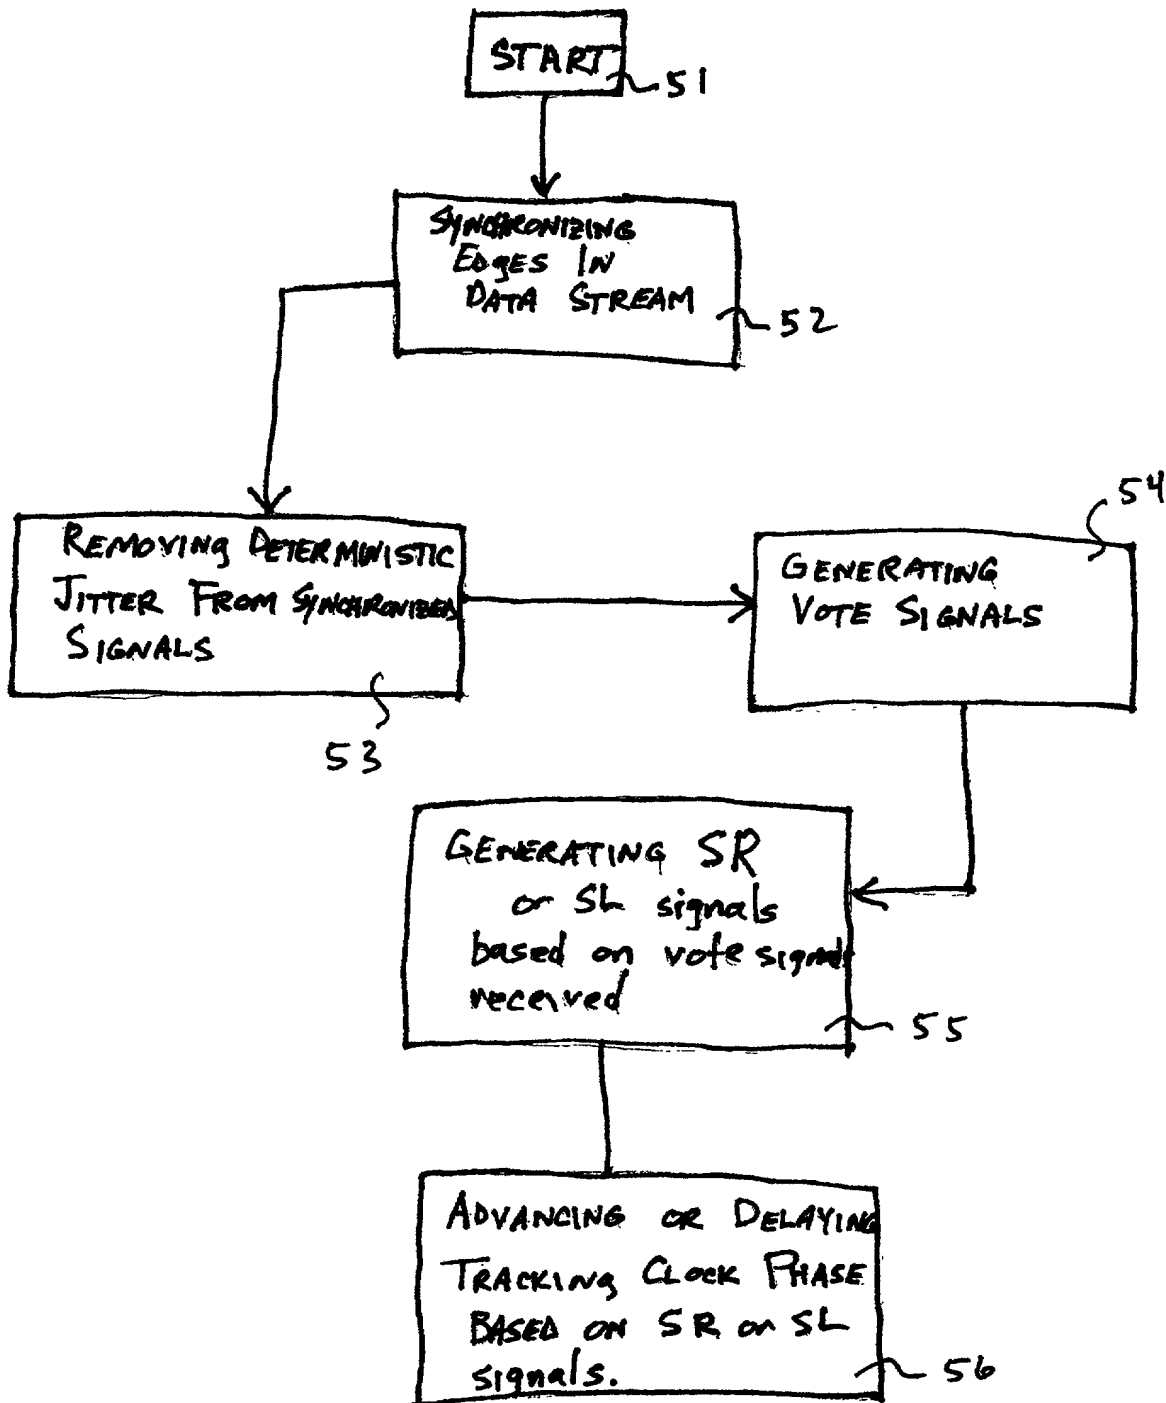 START
51
SYNCHRONIZING
EDGES IN
DATA STREAM
52
REMOVING DETERMINISTIC
JITTER FROM SYNCHRONIZED
SIGNALS
53
54
GENERATING
VOTE SIGNALS
GENERATING SR
or SL signals
based on vote signals
received
55
ADVANCING OR DELAYING
TRACKING CLOCK PHASE
BASED ON SR or SL
signals.
56